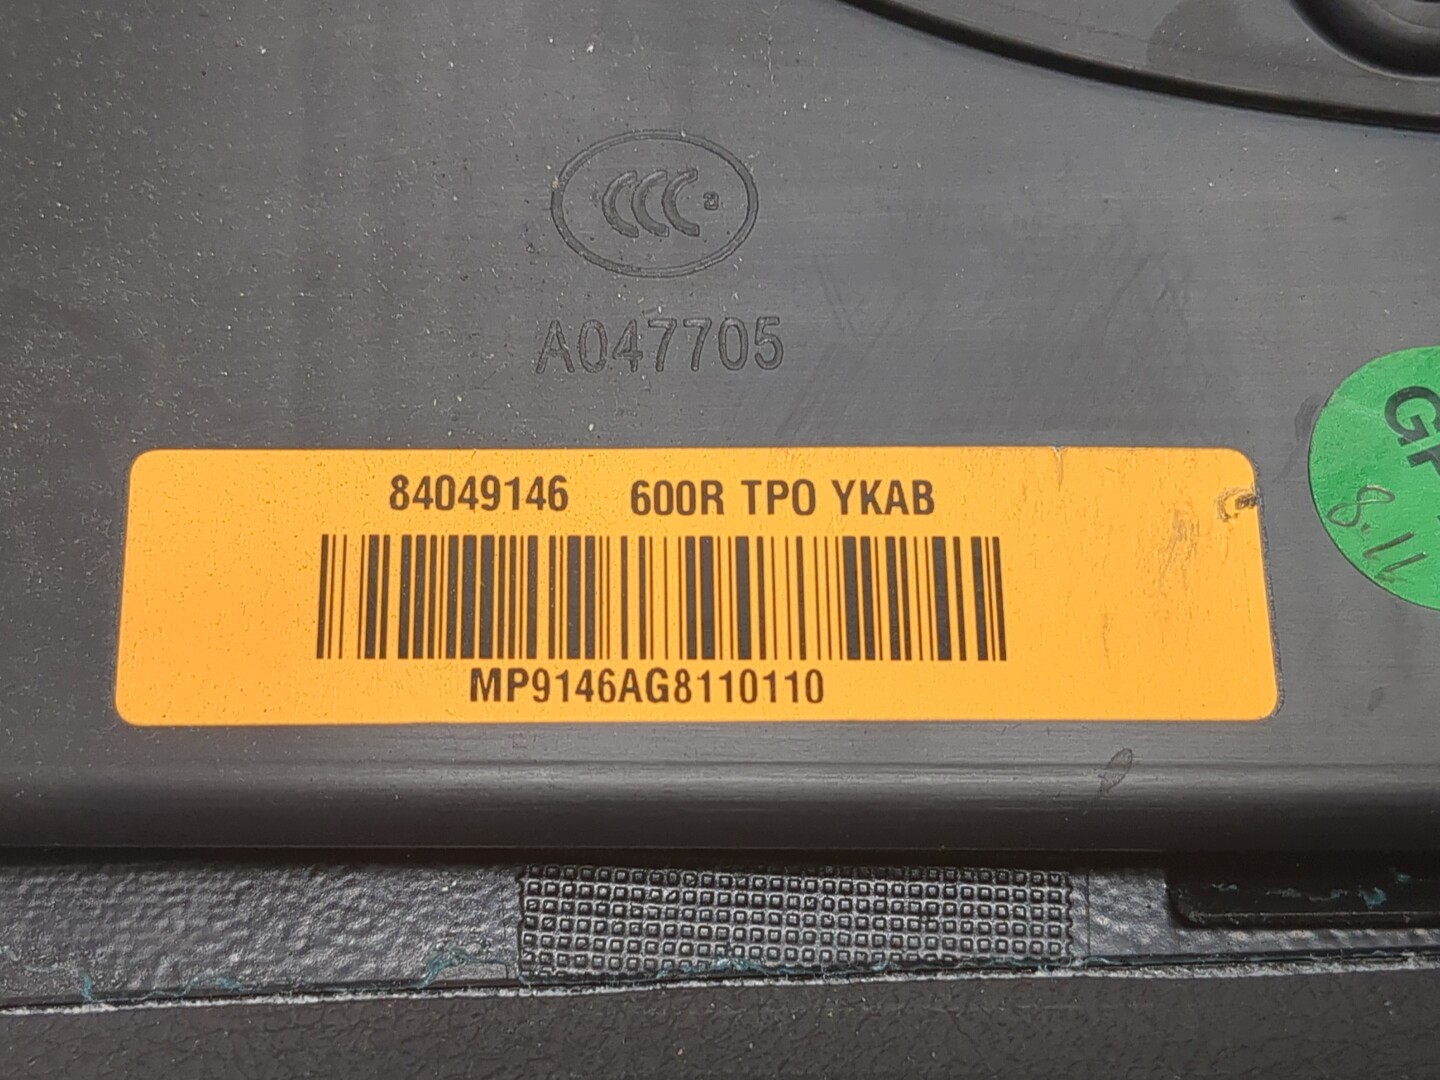 CCC a
A047705
84049146 600R TPO YKAB
MP9146AG8110110
8.11